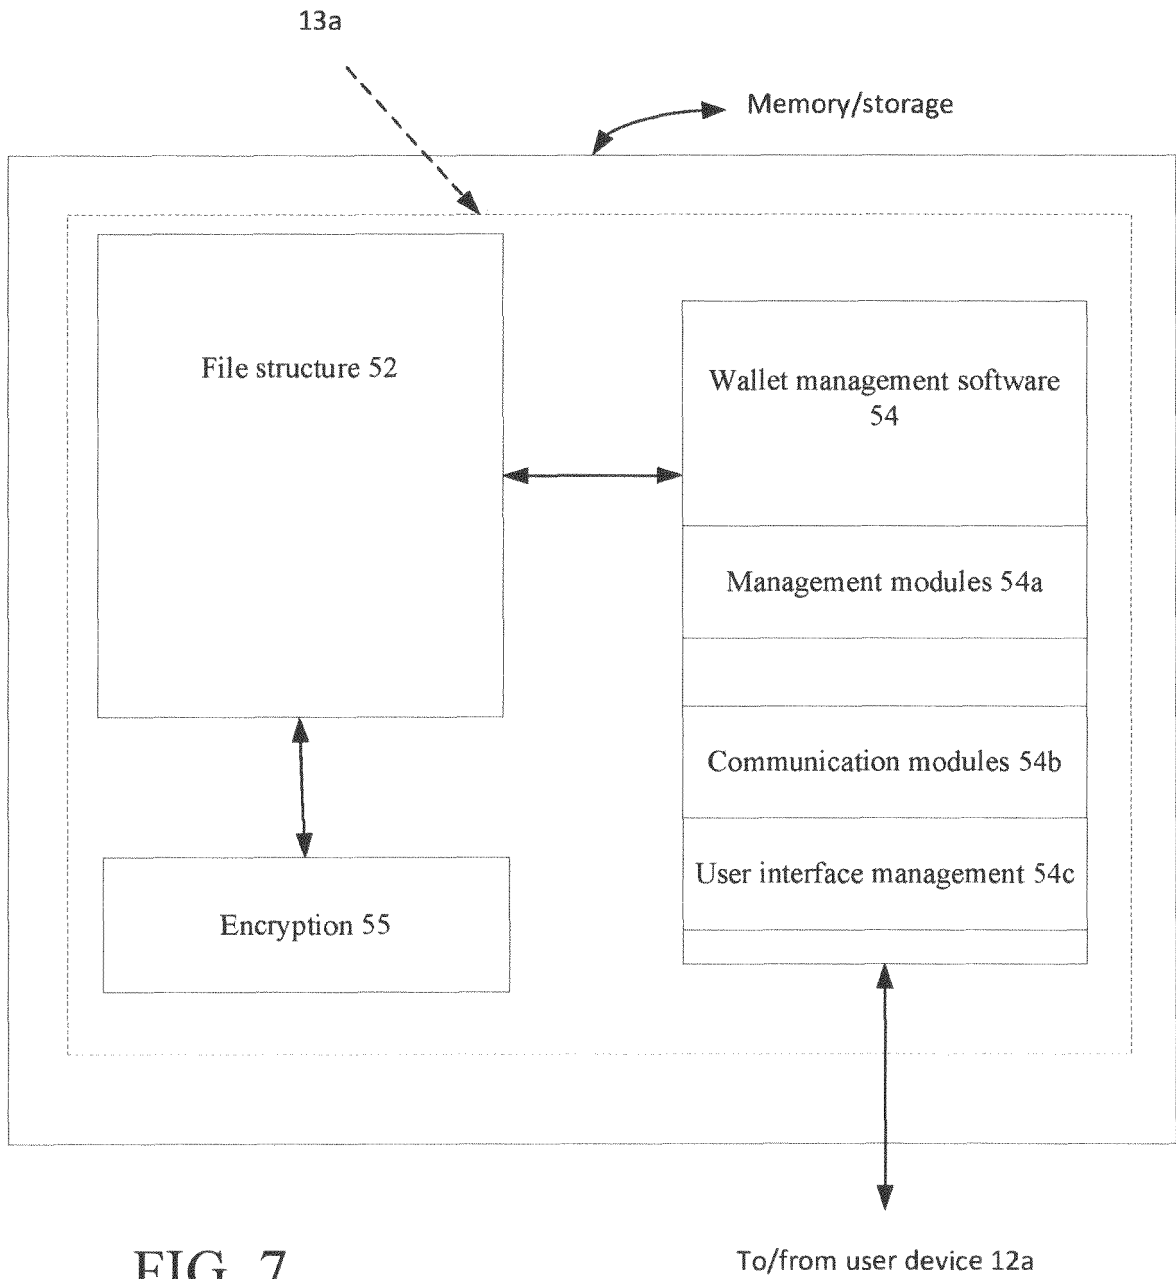 13a
Memory/storage
File structure 52
Wallet management software
54
Management modules 54a
Communication modules 54b
User interface management 54c
Encryption 55
To/from user device 12a
FIG. 7